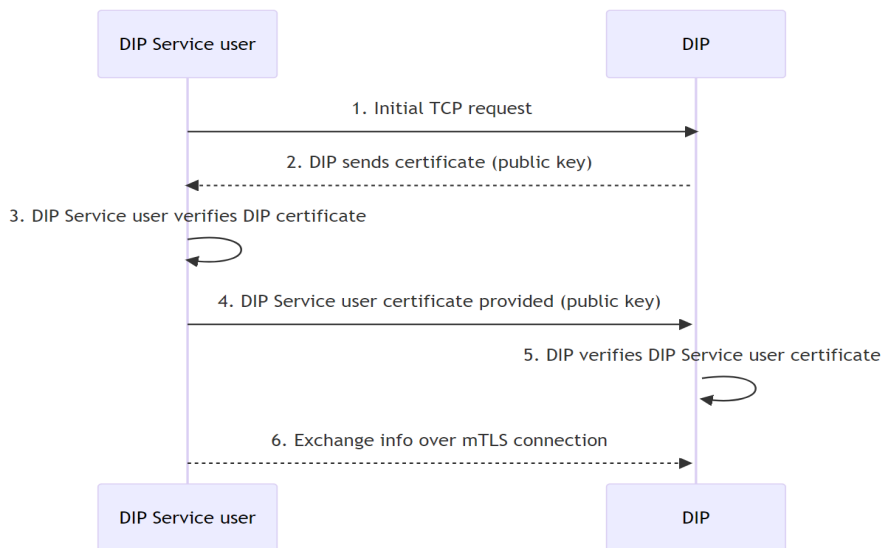 DIP Service user
DIP
1. Initial TCP request
2. DIP sends certificate (public key)
3. DIP Service user verifies DIP certificate
4. DIP Service user certificate provided (public key)
5. DIP verifies DIP Service user certificate
6. Exchange info over mTLS connection
DIP Service user
DIP